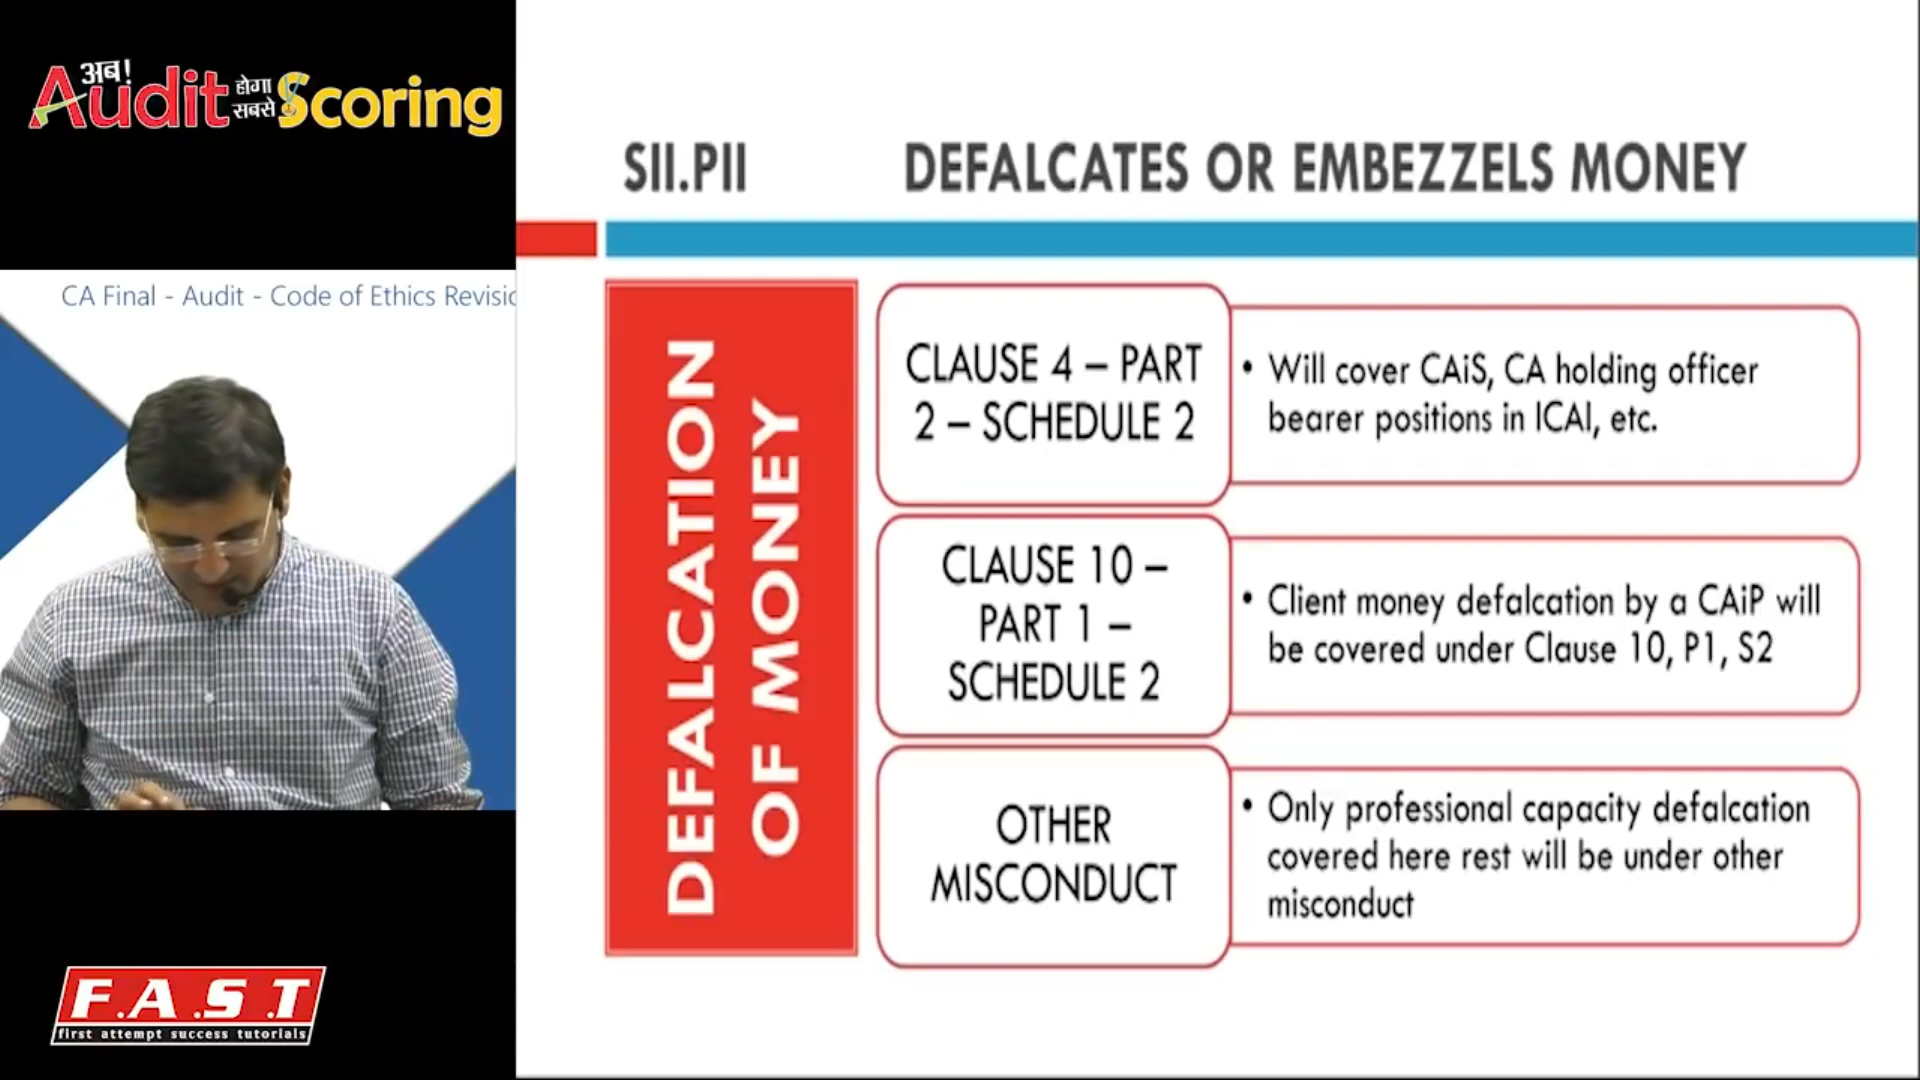 अब!
Audit होगा सबसे Scoring
CA Final - Audit - Code of Ethics Revisio
F.A.S.T
first attempt success tutorials
SII.PII DEFALCATES OR EMBEZZELS MONEY
DEFALCATION
OF MONEY
CLAUSE 4 – PART
2 – SCHEDULE 2
• Will cover CAiS, CA holding officer
bearer positions in ICAI, etc.
CLAUSE 10 –
PART 1 –
SCHEDULE 2
• Client money defalcation by a CAiP will
be covered under Clause 10, P1, S2
OTHER
MISCONDUCT
• Only professional capacity defalcation
covered here rest will be under other
misconduct